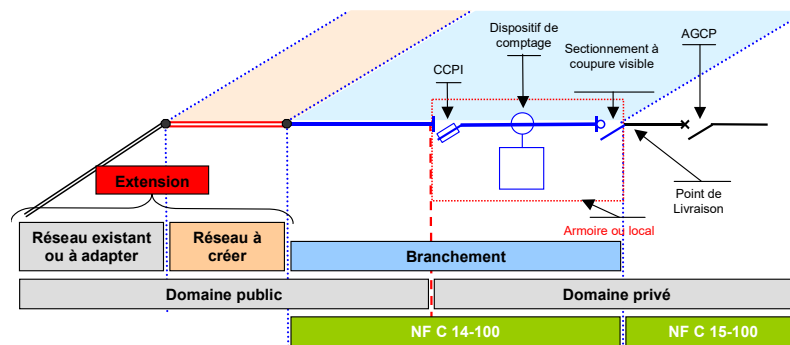 Dispositif de
comptage
Sectionnement à
coupure visible
AGCP
CCPI
Extension
Point de
Livraison
Armoire ou local
Réseau existant
ou à adapter
Réseau à
créer
Branchement
Domaine public
Domaine privé
NF C 14-100
NF C 15-100